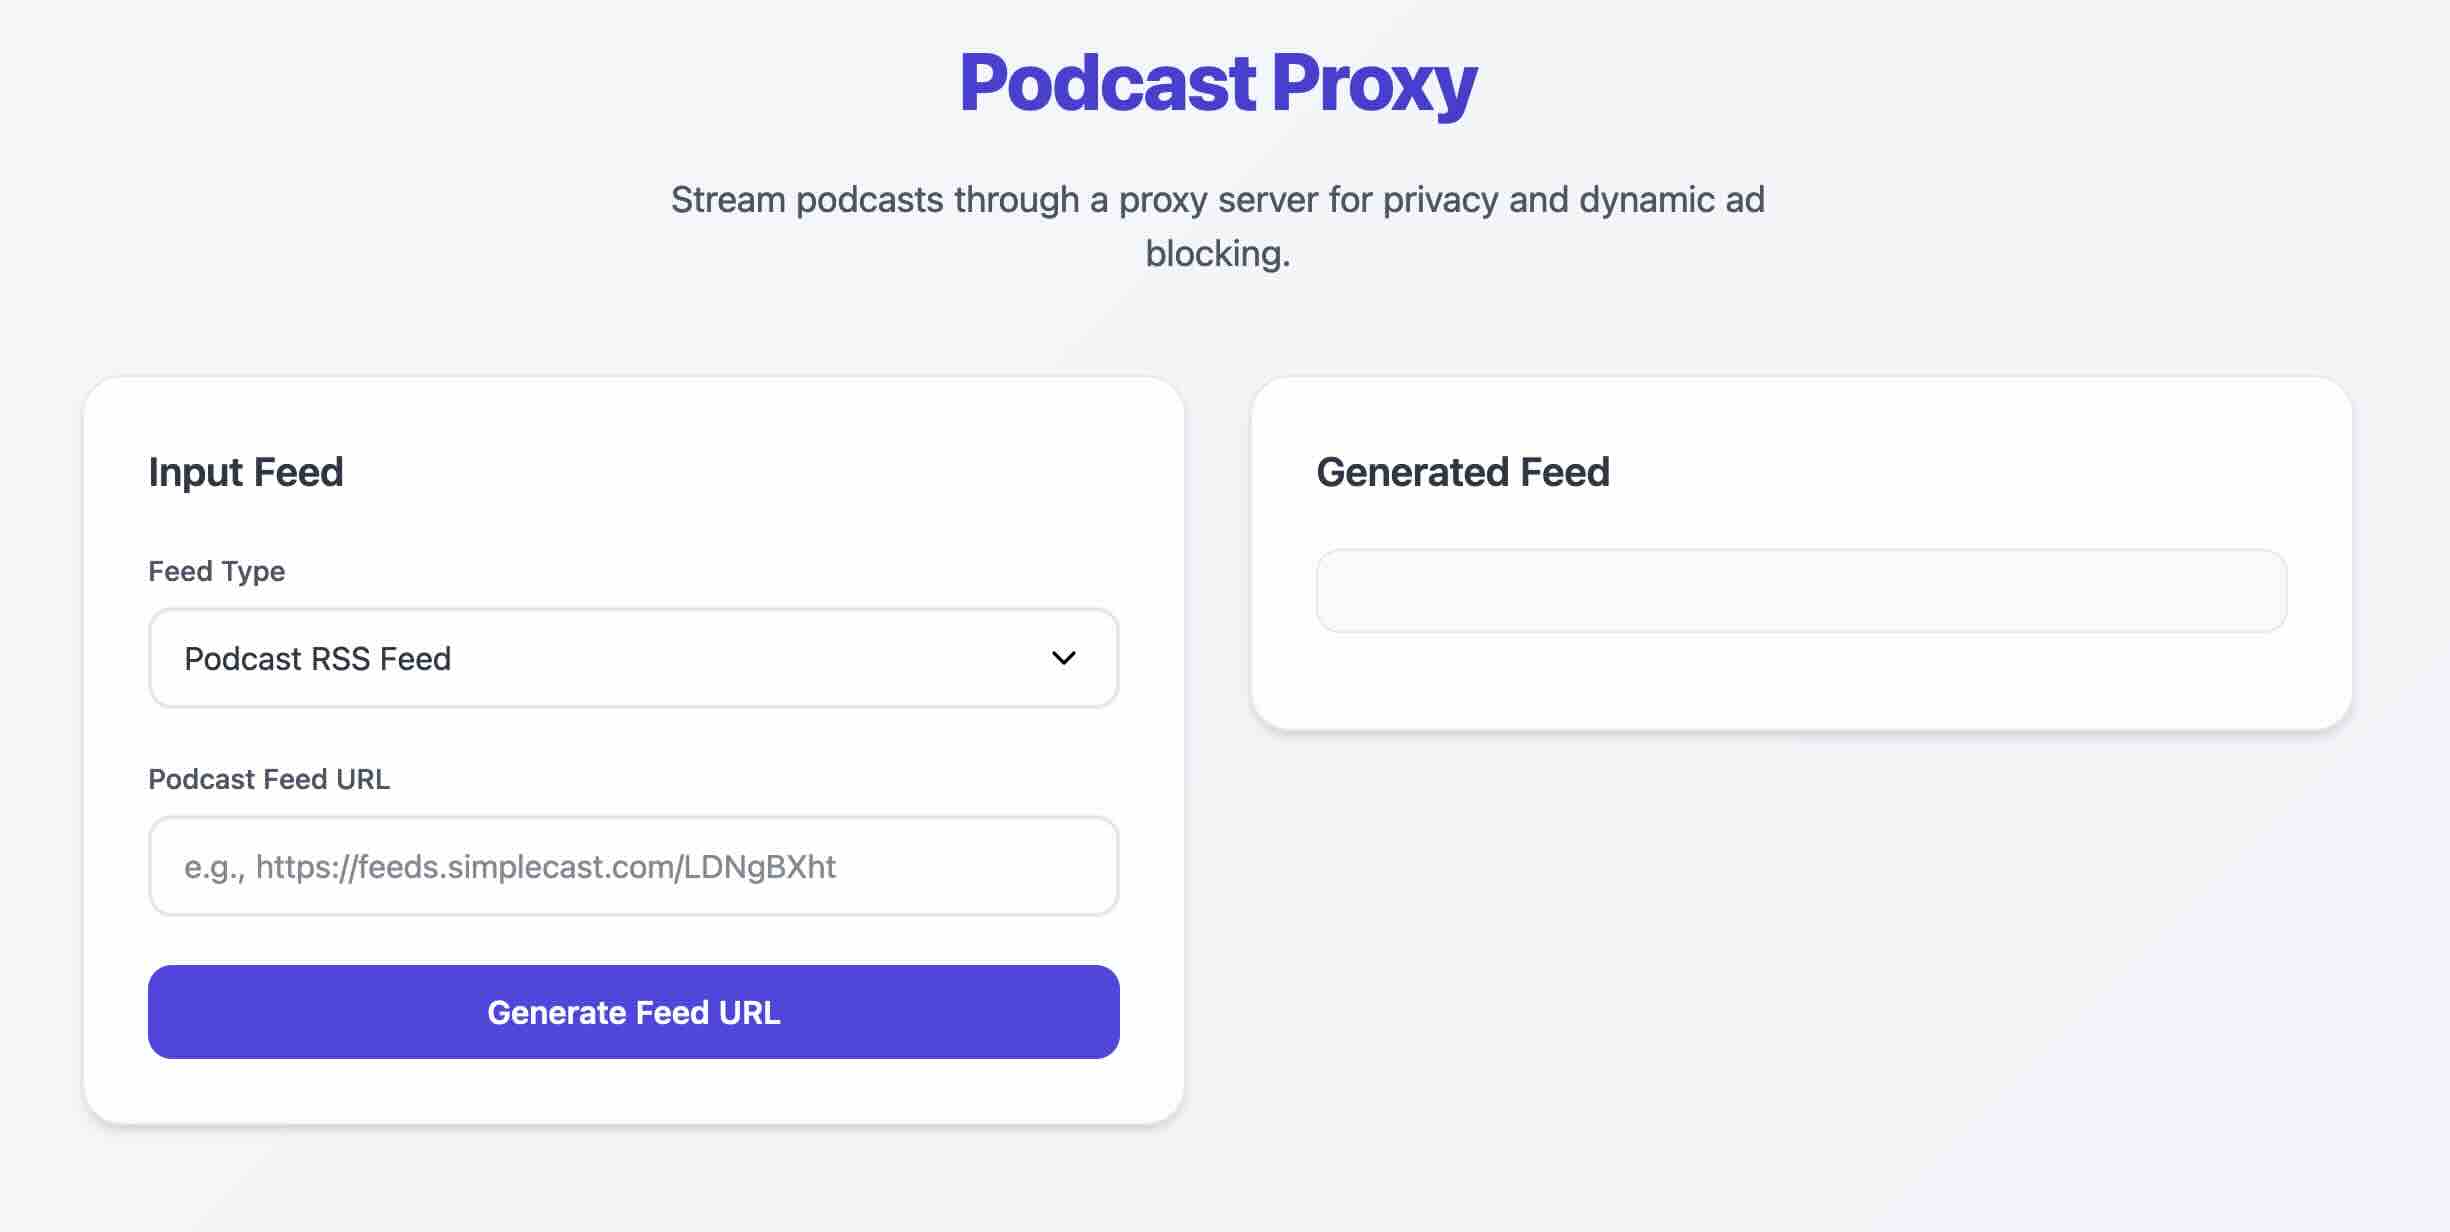 Podcast Proxy
Stream podcasts through a proxy server for privacy and dynamic ad
blocking.
Input Feed
Feed Type
Podcast RSS Feed
Podcast Feed URL
e.g., https://feeds.simplecast.com/LDNgBXht
Generate Feed URL
Generated Feed